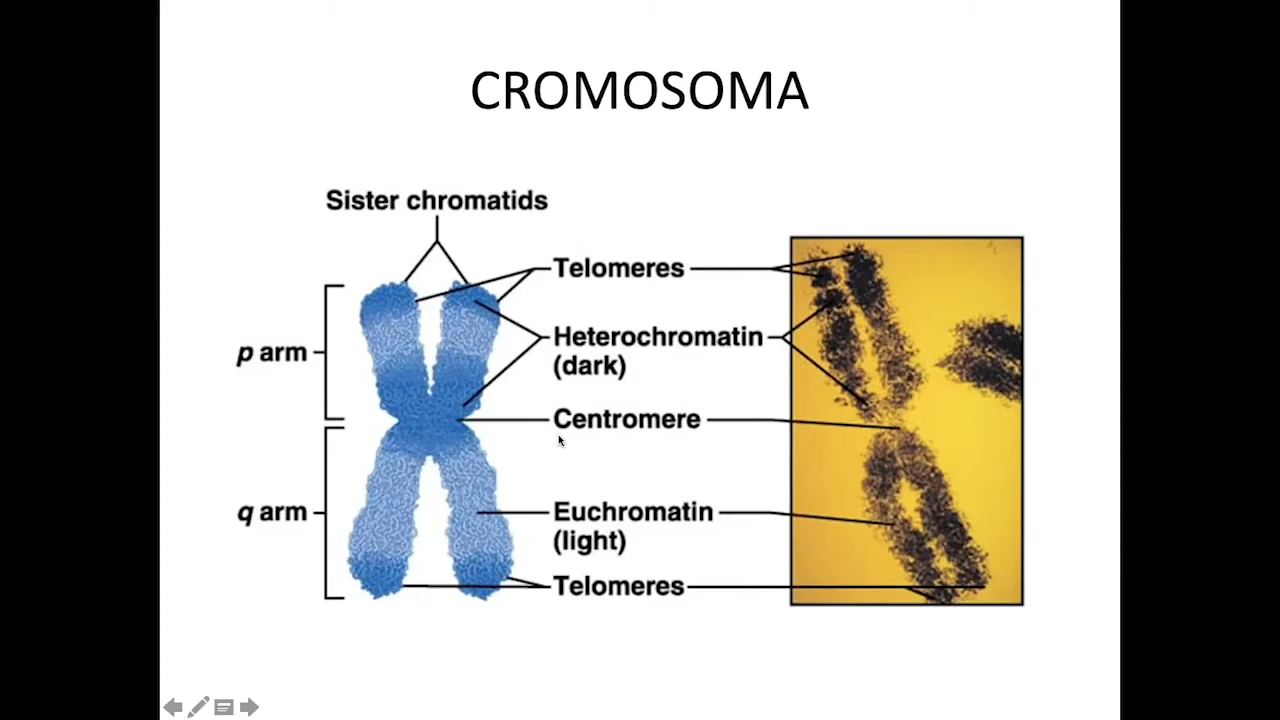 CROMOSOMA
Sister chromatids
Telomeres
Heterochromatin
(dark)
p arm
Centromere
q arm
Euchromatin
(light)
Telomeres